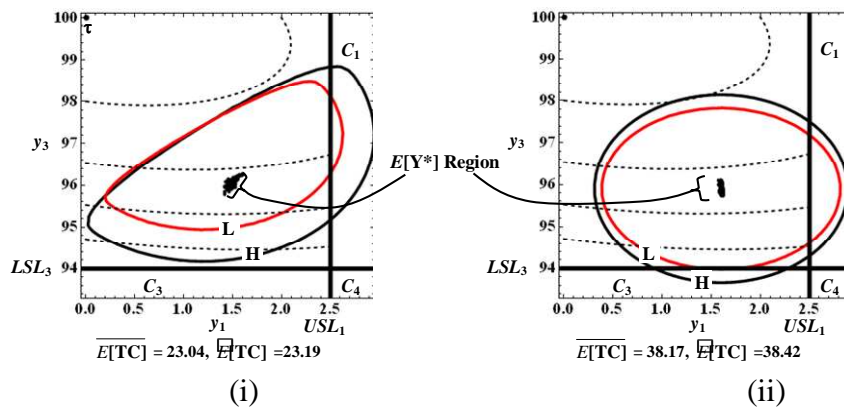 100
τ
99
98
97
96
95
94
y₃
C₁
L
H
LSL₃
C₃
C₄
0.0 0.5 1.0 1.5 2.0 2.5
y₁
USL₁
E[TC] = 23.04, E[TC] =23.19
(i)
E[Y*] Region
100
99
98
97
96
95
94
y₃
C₁
L
H
LSL₃
C₃
C₄
0.0 0.5 1.0 1.5 2.0 2.5
y₁
USL₁
E[TC] = 38.17, E[TC] =38.42
(ii)